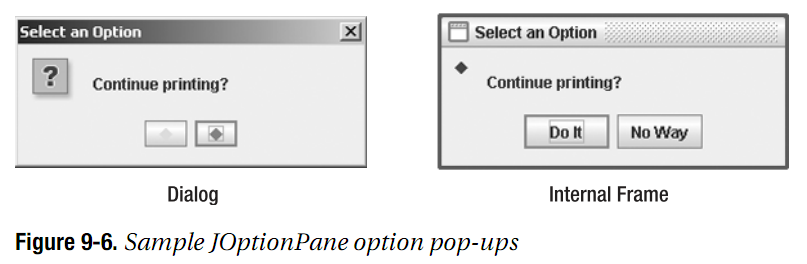 Select an Option
?
Continue printing?
Dialog
Select an Option
Continue printing?
Do It No Way
Internal Frame
Figure 9-6. Sample JOptionPane option pop-ups